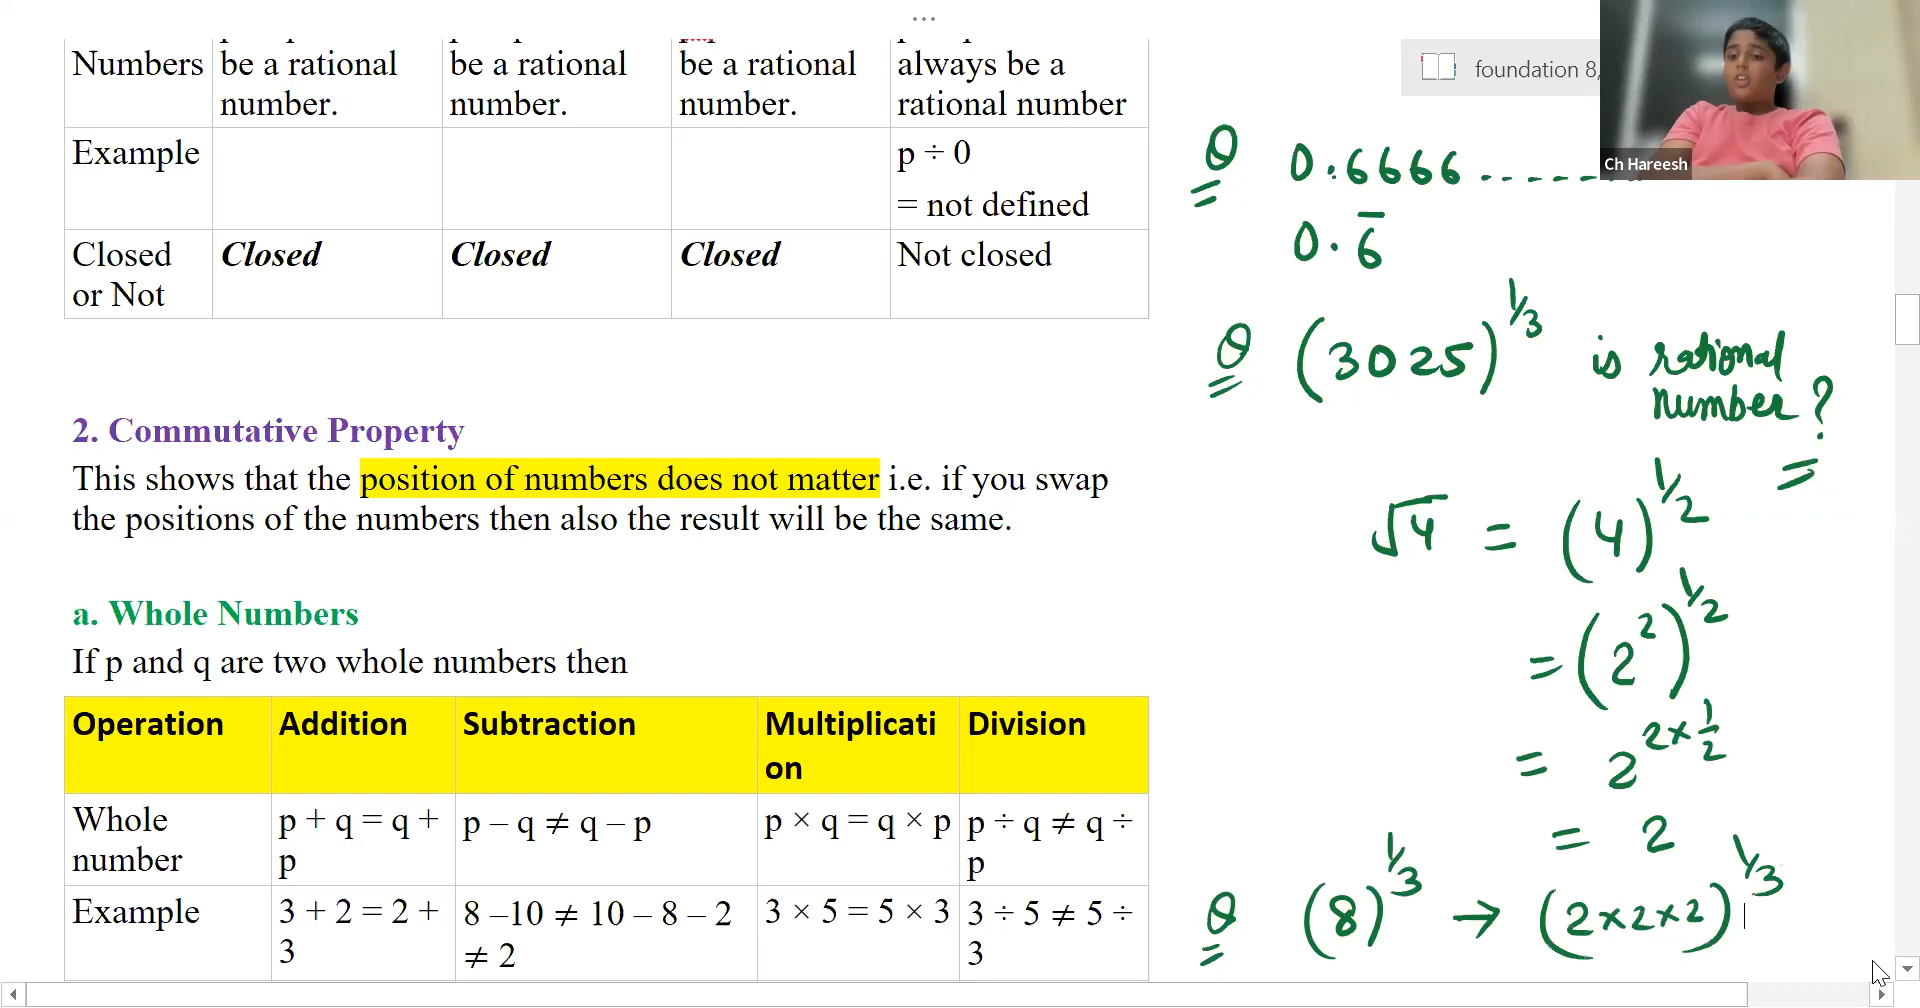 Numbers be a rational number. be a rational number. be a rational number. always be a rational number
Example p ÷ 0
= not defined
Closed or Not Closed Closed Closed Not closed
2. Commutative Property
This shows that the position of numbers does not matter i.e. if you swap
the positions of the numbers then also the result will be the same.
a. Whole Numbers
If p and q are two whole numbers then
Operation Addition Subtraction Multiplicati on Division
Whole number p + q = q + p p – q ≠ q – p p × q = q × p p ÷ q ≠ q ÷ p
Example 3 + 2 = 2 + 3 8 –10 ≠ 10 – 8 – 2 ≠ 2 3 × 5 = 5 × 3 3 ÷ 5 ≠ 5 ÷ 3
foundation 8,
Ch Hareesh
Q 0.6666.......
0.6̅
Q (3025)^1/3 is rational
number?
√4 = (4)^1/2
= (2^2)^1/2
= 2^2×1/2
= 2
Q (8)^1/3 → (2×2×2)^1/3